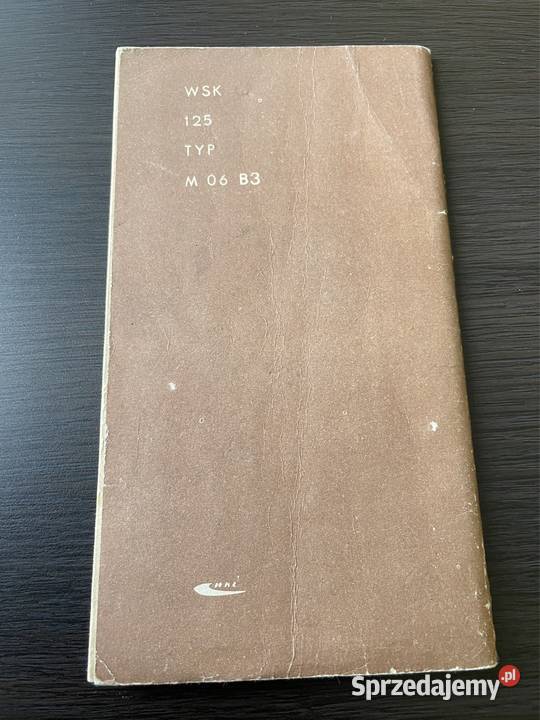 WSK
125
TYP
M 06 B3
Sprzedajemy.pl